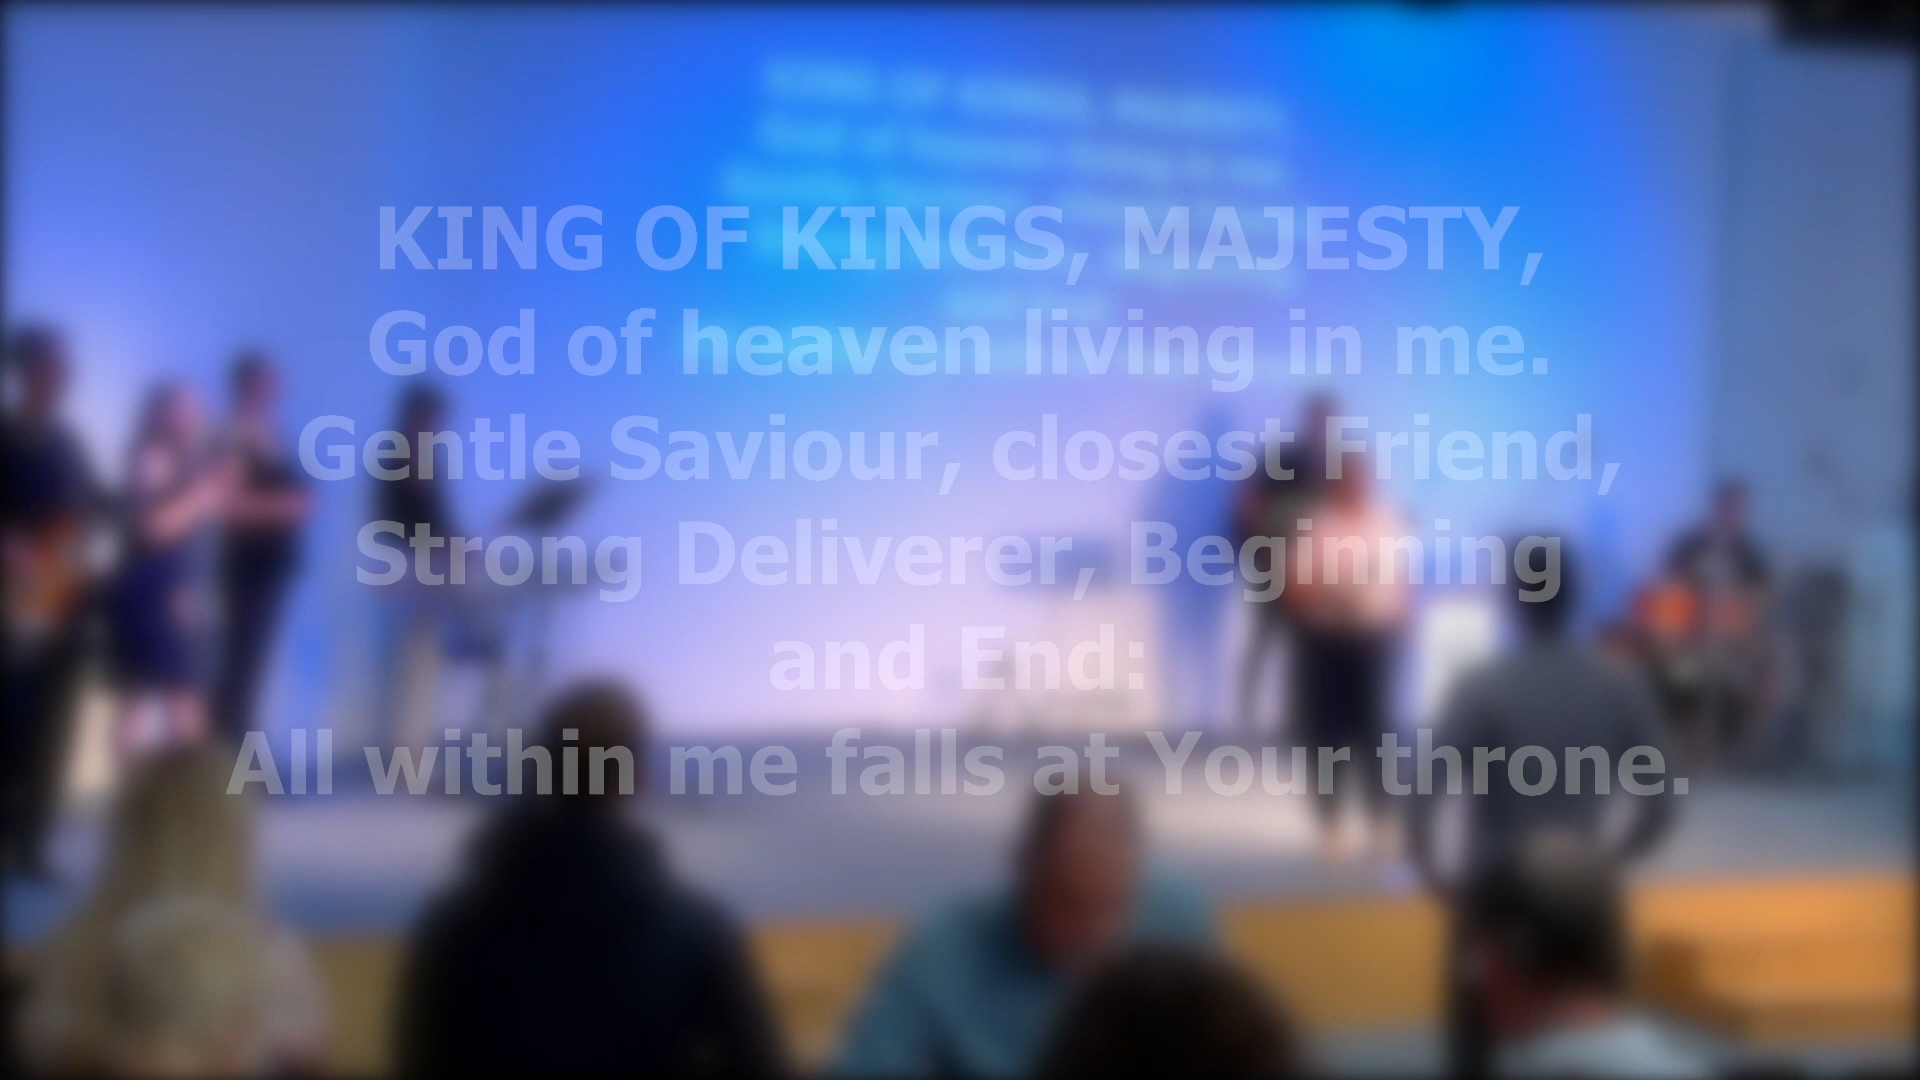 KING OF KINGS, MAJESTY,
God of heaven living in me.
Gentle Saviour, closest Friend,
Strong Deliverer, Beginning
and End:
All within me falls at Your throne.